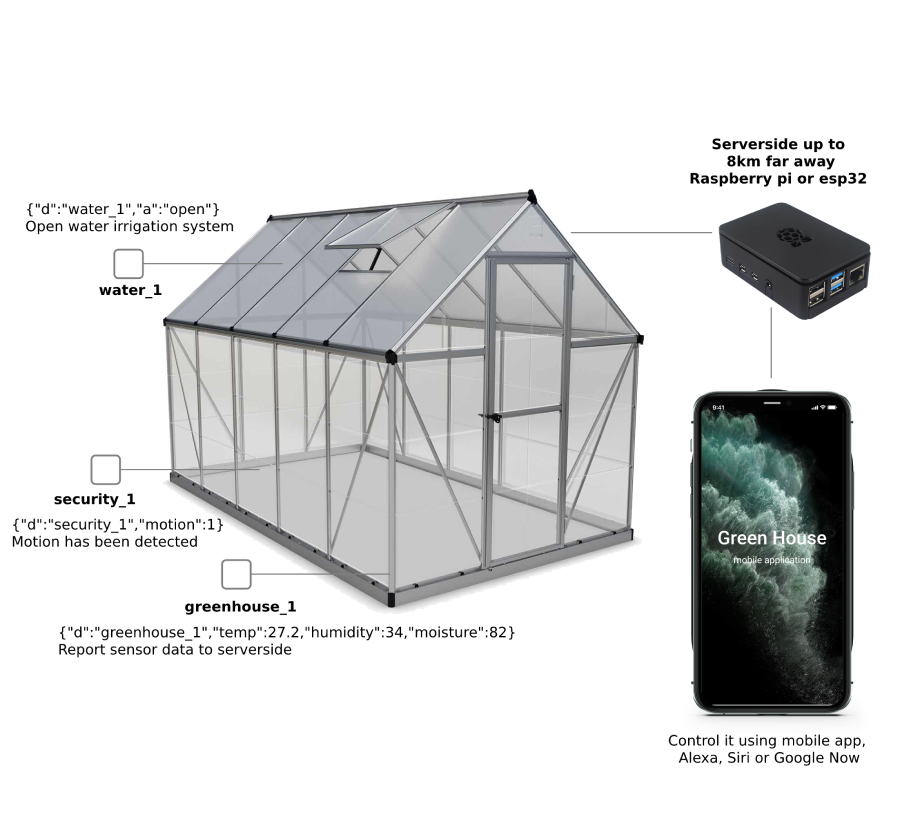 Serverside up to
8km far away
Raspberry pi or esp32
{"d":"water_1","a":"open"}
Open water irrigation system
water_1
security_1
{"d":"security_1","motion":1}
Motion has been detected
greenhouse_1
{"d":"greenhouse_1","temp":27.2,"humidity":34,"moisture":82}
Report sensor data to serverside
9:41
Green House
mobile application
Control it using mobile app,
Alexa, Siri or Google Now